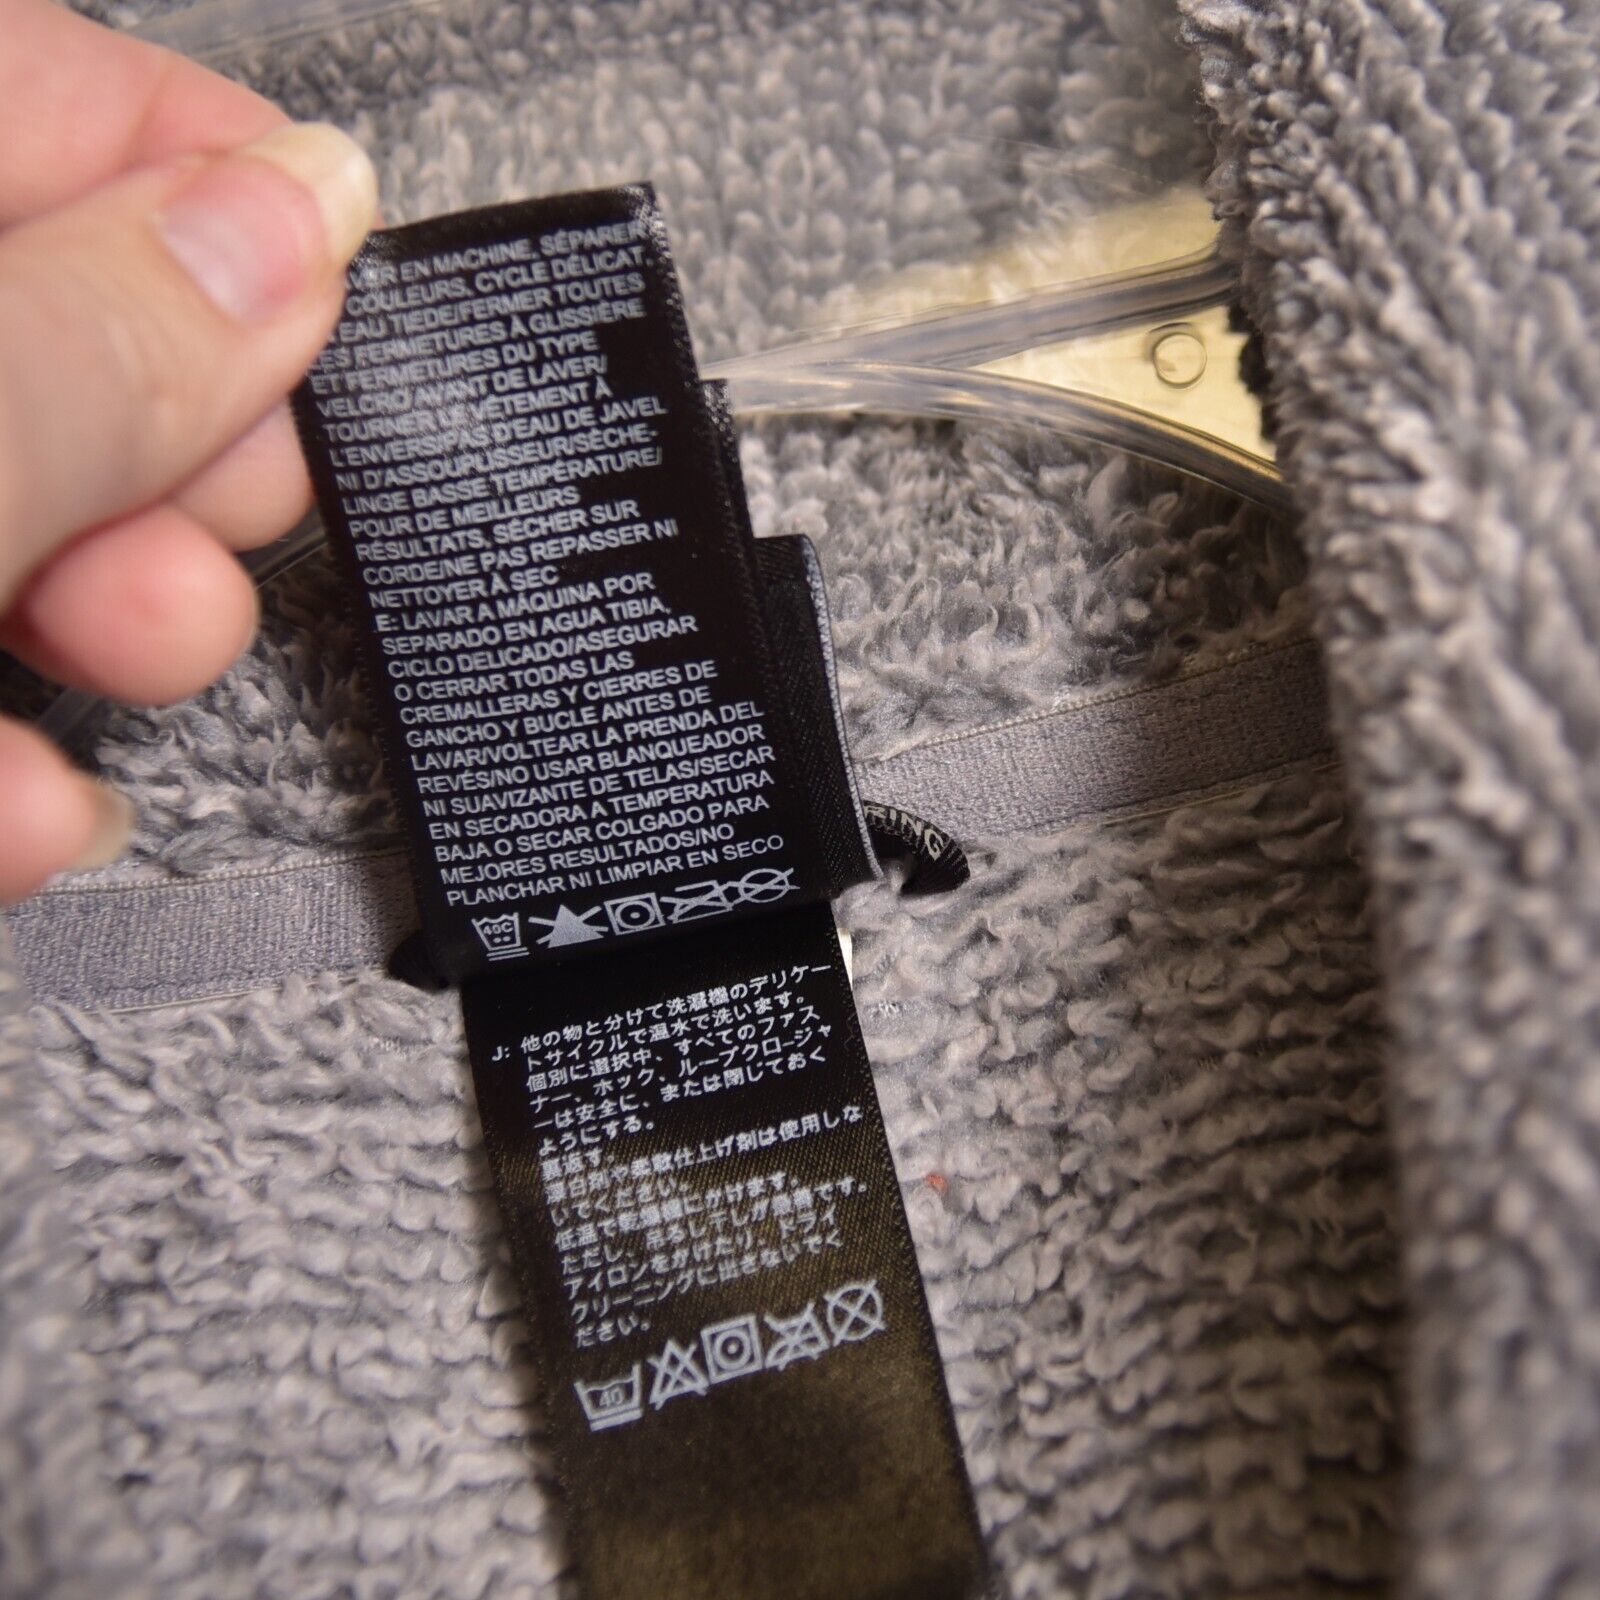 EN MACHINE, SÉPARER
COULEURS, CYCLE DÉLICAT,
EAU TIEDE/FERMER TOUTES
FERMETURES À GLISSIÈRE
ET FERMETURES DU TYPE
VELCRO AVANT DE LAVER/
TOURNER LE VÊTEMENT À
L'ENVERS/PAS D'EAU DE JAVEL
NI D'ASSOUPLISSEUR/SÈCHE-
LINGE BASSE TEMPÉRATURE/
POUR DE MEILLEURS
RÉSULTATS, SÉCHER SUR
CORDE/NE PAS REPASSER NI
NETTOYER À SEC
E: LAVAR A MÁQUINA POR
SEPARADO EN AGUA TIBIA,
CICLO DELICADO/ASEGURAR
O CERRAR TODAS LAS
CREMALLERAS Y CIERRES DE
GANCHO Y BUCLE ANTES DE
LAVAR/VOLTEAR LA PRENDA DEL
REVÉS/NO USAR BLANQUEADOR
NI SUAVIZANTE DE TELAS/SECAR
EN SECADORA A TEMPERATURA
BAJA O SECAR COLGADO PARA
MEJORES RESULTADOS/NO
PLANCHAR NI LIMPIAR EN SECO
40C
RING
J: 他の物と分けて洗濯機のデリケー
トサイクルで温水で洗います。
個別に選択中、すべてのファス
ナー、ホック、ループクロージャ
ーは安全に、または閉じておく
ようにする。
裏返す。
漂白剤や柔軟仕上げ剤は使用しな
いでください。
低温で乾燥機にかけます。
ただし、吊るし干しが最適です。
アイロンをかけたり、ドライ
クリーニングに出さないでく
ださい。
40